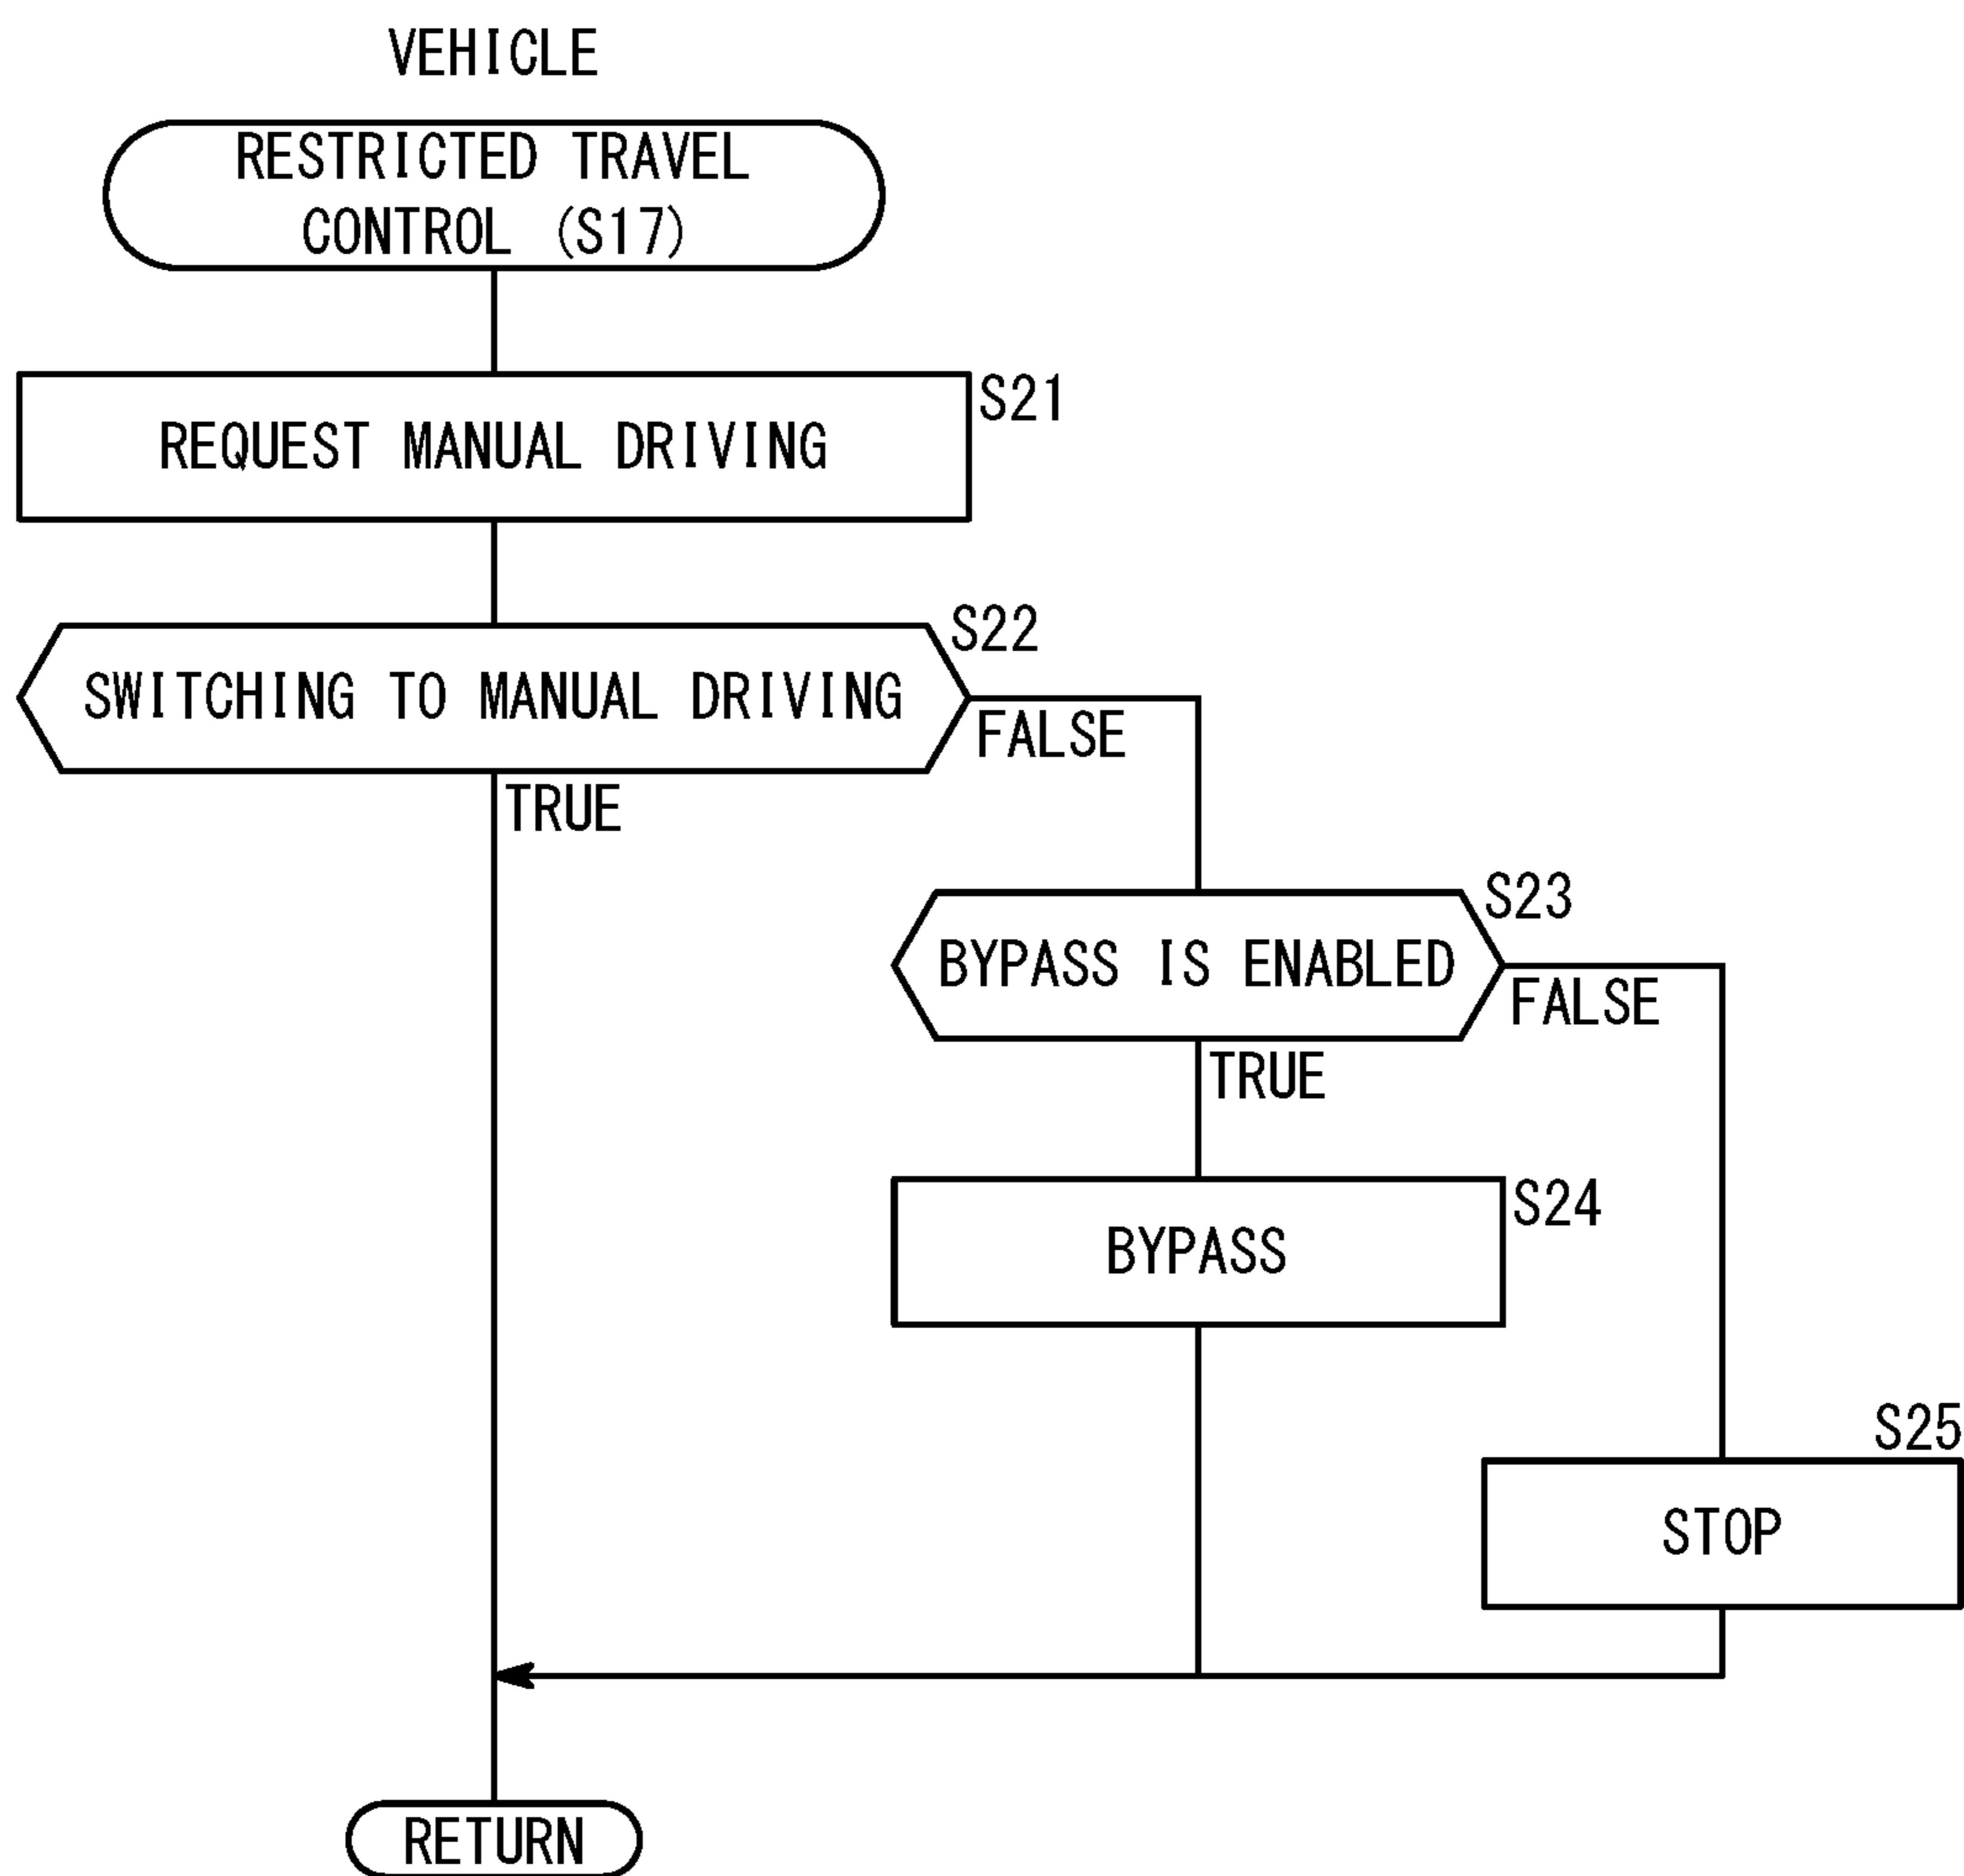 VEHICLE
RESTRICTED TRAVEL
CONTROL (S17)
S21
REQUEST MANUAL DRIVING
S22
SWITCHING TO MANUAL DRIVING
FALSE
TRUE
S23
BYPASS IS ENABLED
FALSE
TRUE
S24
BYPASS
S25
STOP
RETURN